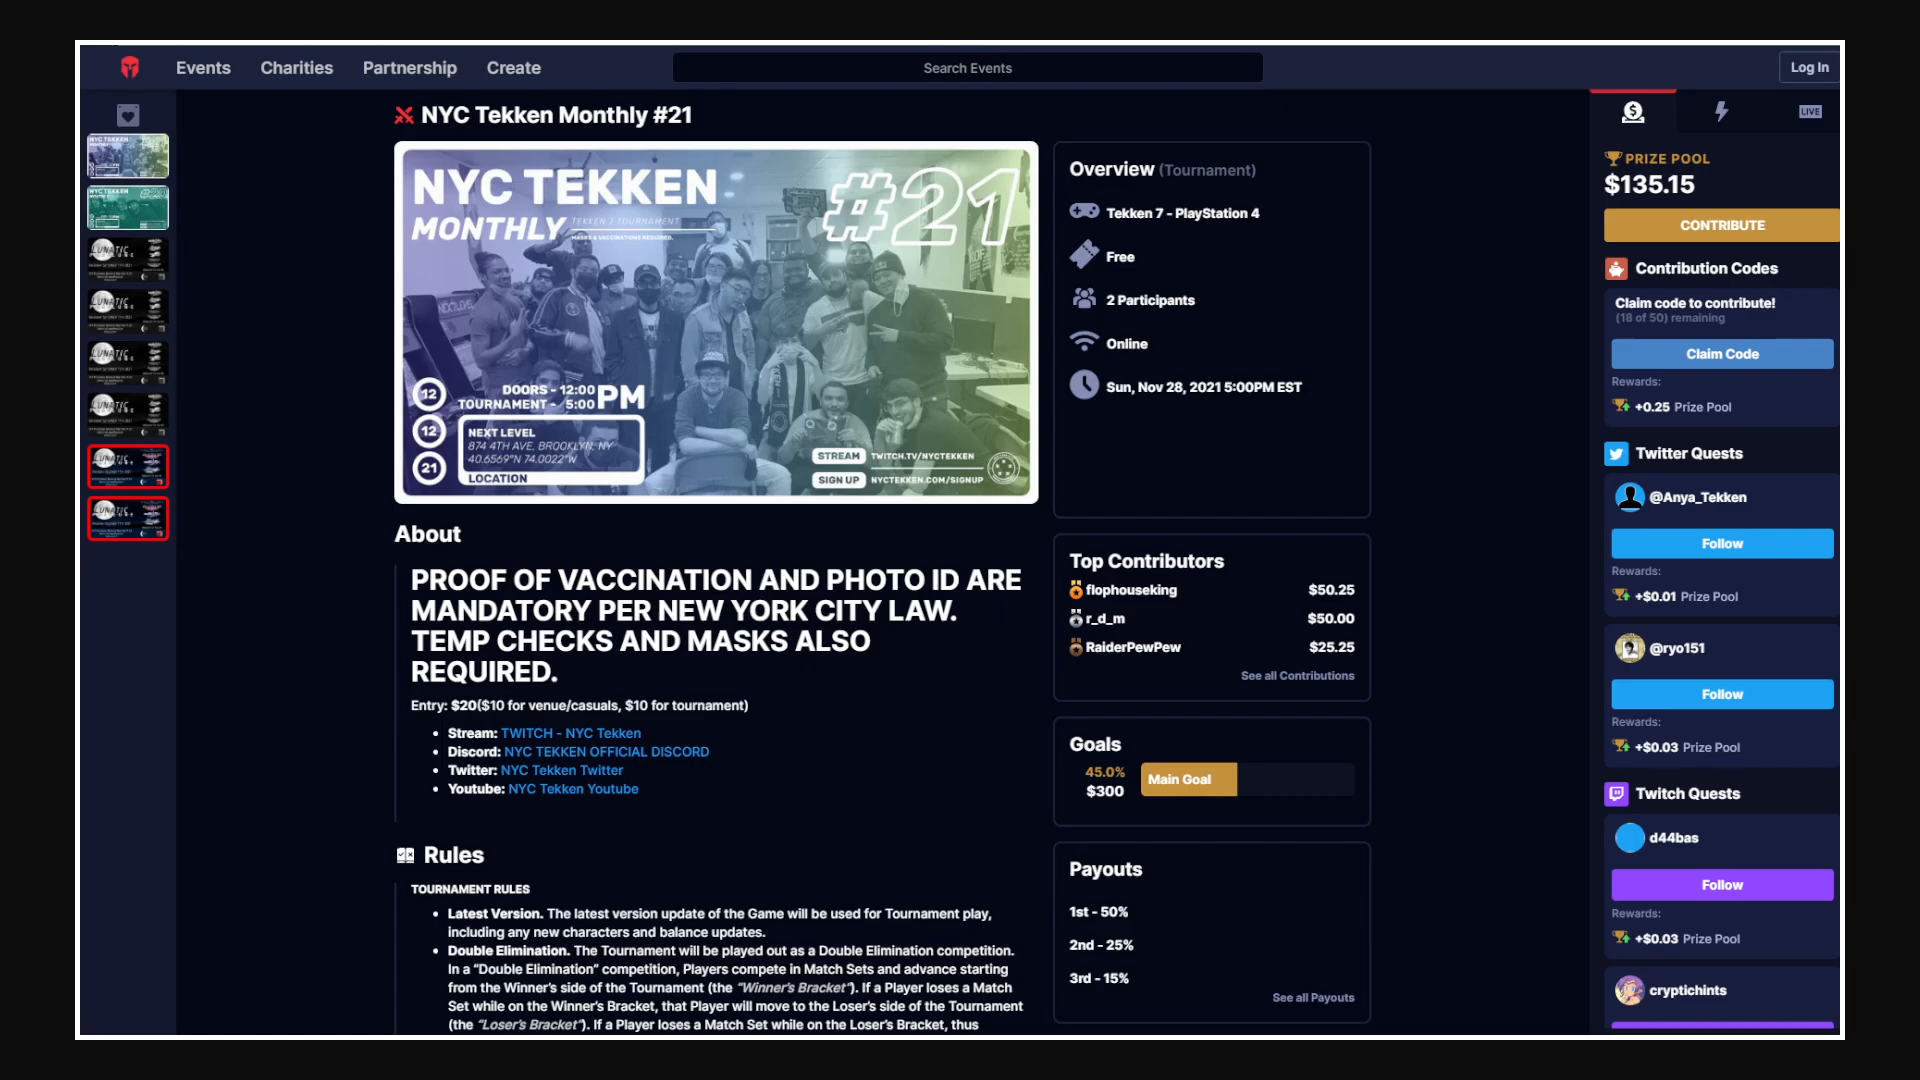 Events
Charities
Partnership
Create
Search Events
Log In
NYC Tekken Monthly #21
NYC TEKKEN
MONTHLY
TEKKEN 7 TOURNAMENT
MASKS & VACCINATIONS REQUIRED.
#21
DOORS - 12:00 PM
TOURNAMENT - 5:00
12
12
21
NEXT LEVEL
874 4TH AVE, BROOKLYN, NY
40.6569°N 74.0022°W
LOCATION
STREAM TWITCH.TV/NYCTEKKEN
SIGN UP NYCTEKKEN.COM/SIGNUP
About
PROOF OF VACCINATION AND PHOTO ID ARE
MANDATORY PER NEW YORK CITY LAW.
TEMP CHECKS AND MASKS ALSO
REQUIRED.
Entry: $20($10 for venue/casuals, $10 for tournament)
• Stream: TWITCH - NYC Tekken
• Discord: NYC TEKKEN OFFICIAL DISCORD
• Twitter: NYC Tekken Twitter
• Youtube: NYC Tekken Youtube
Rules
TOURNAMENT RULES
• Latest Version. The latest version update of the Game will be used for Tournament play,
including any new characters and balance updates.
• Double Elimination. The Tournament will be played out as a Double Elimination competition.
In a “Double Elimination” competition, Players compete in Match Sets and advance starting
from the Winner’s side of the Tournament (the “Winner’s Bracket”). If a Player loses a Match
Set while on the Winner’s Bracket, that Player will move to the Loser’s side of the Tournament
(the “Loser’s Bracket”). If a Player loses a Match Set while on the Loser’s Bracket, thus
Overview (Tournament)
Tekken 7 - PlayStation 4
Free
2 Participants
Online
Sun, Nov 28, 2021 5:00PM EST
Top Contributors
flophouseking $50.25
r_d_m $50.00
RaiderPewPew $25.25
See all Contributions
Goals
45.0%
$300
Main Goal
Payouts
1st - 50%
2nd - 25%
3rd - 15%
See all Payouts
LIVE
PRIZE POOL
$135.15
CONTRIBUTE
Contribution Codes
Claim code to contribute!
(18 of 50) remaining
Claim Code
Rewards:
+0.25 Prize Pool
Twitter Quests
@Anya_Tekken
Follow
Rewards:
+$0.01 Prize Pool
@ryo151
Follow
Rewards:
+$0.03 Prize Pool
Twitch Quests
d44bas
Follow
Rewards:
+$0.03 Prize Pool
cryptichints